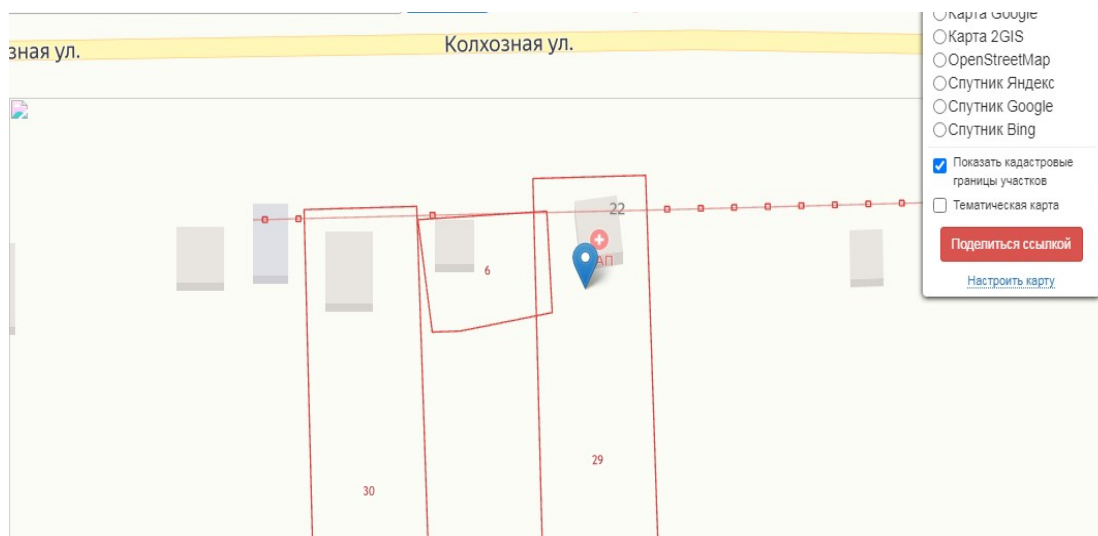 Колхозная ул.
зная ул.
Карта Google
Карта 2GIS
OpenStreetMap
Спутник Яндекс
Спутник Google
Спутник Bing
Показать кадастровые
границы участков
Тематическая карта
Поделиться ссылкой
Настроить карту
22
АП
6
29
30